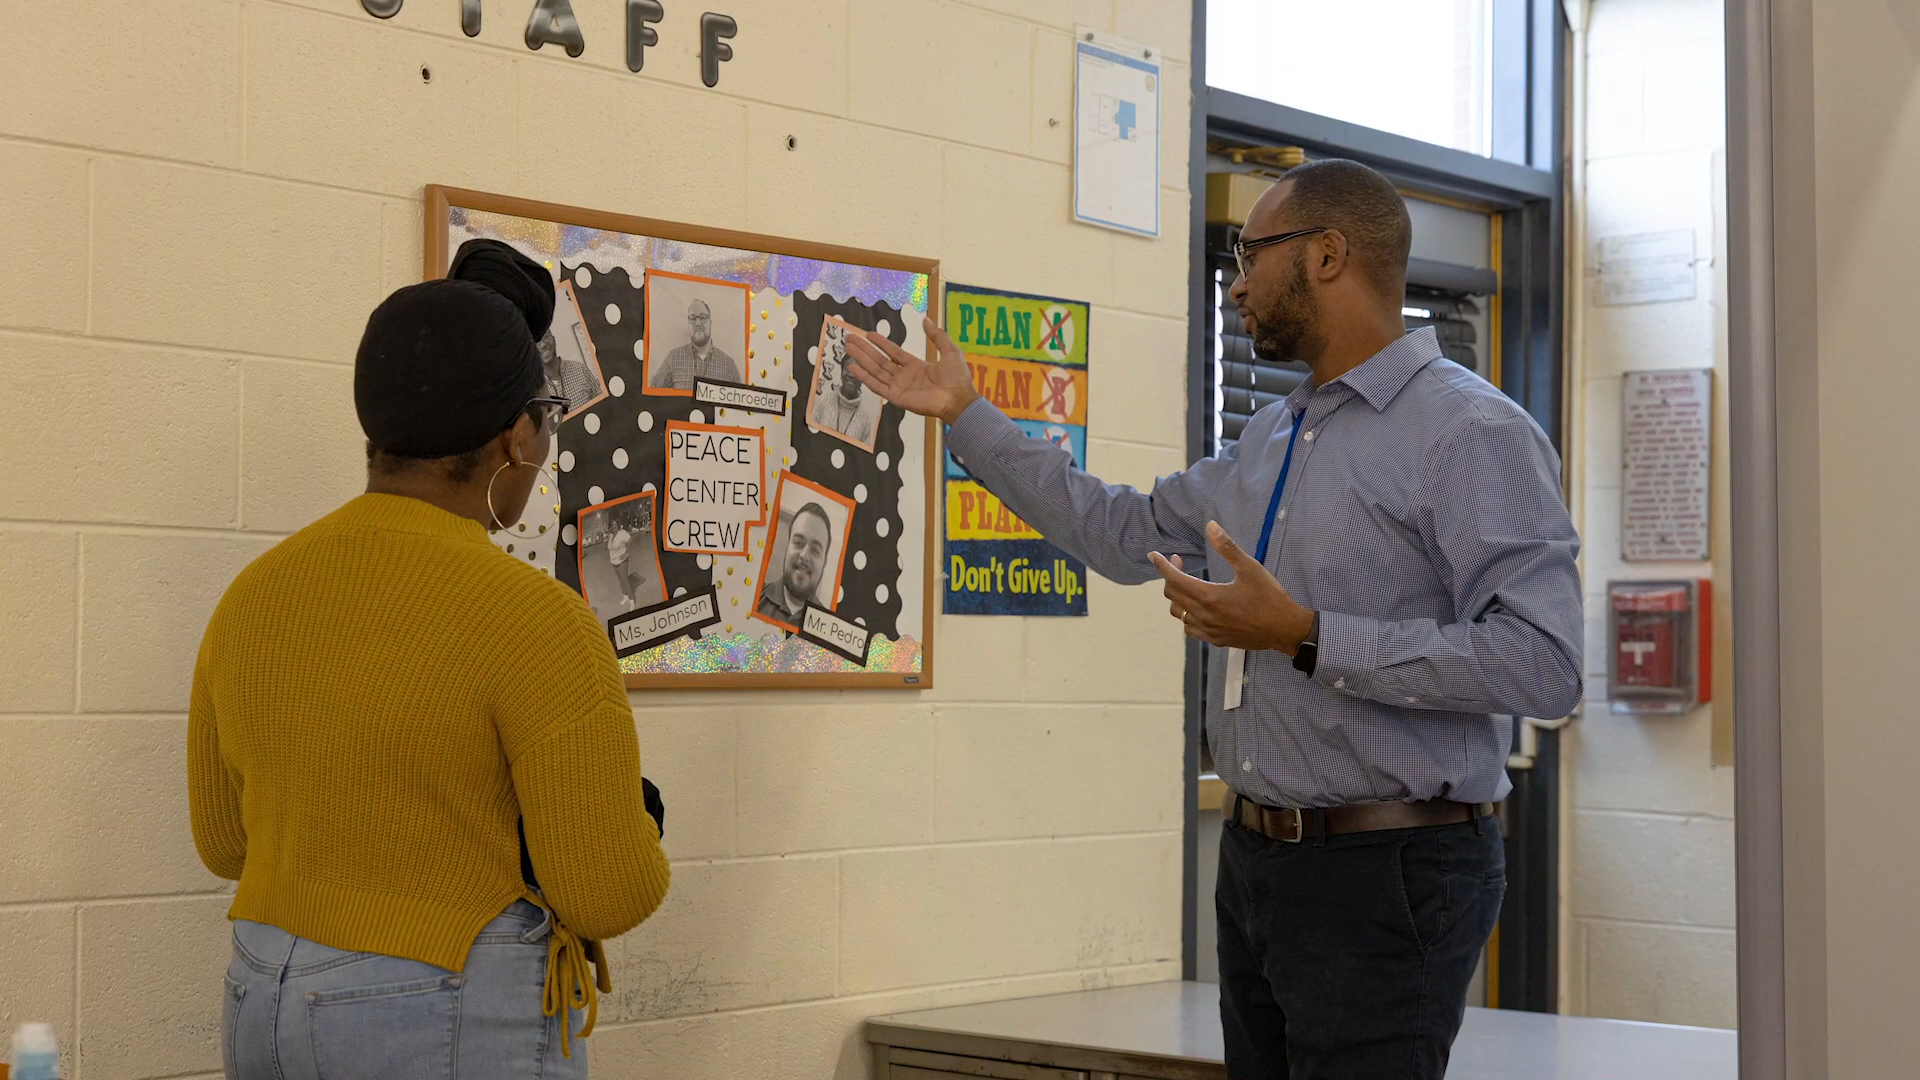 STAFF
Mr. Schroeder
PEACE
CENTER
CREW
Ms. Johnson
Mr. Pedro
PLAN A
PLAN B
PLAN
Don't Give Up.